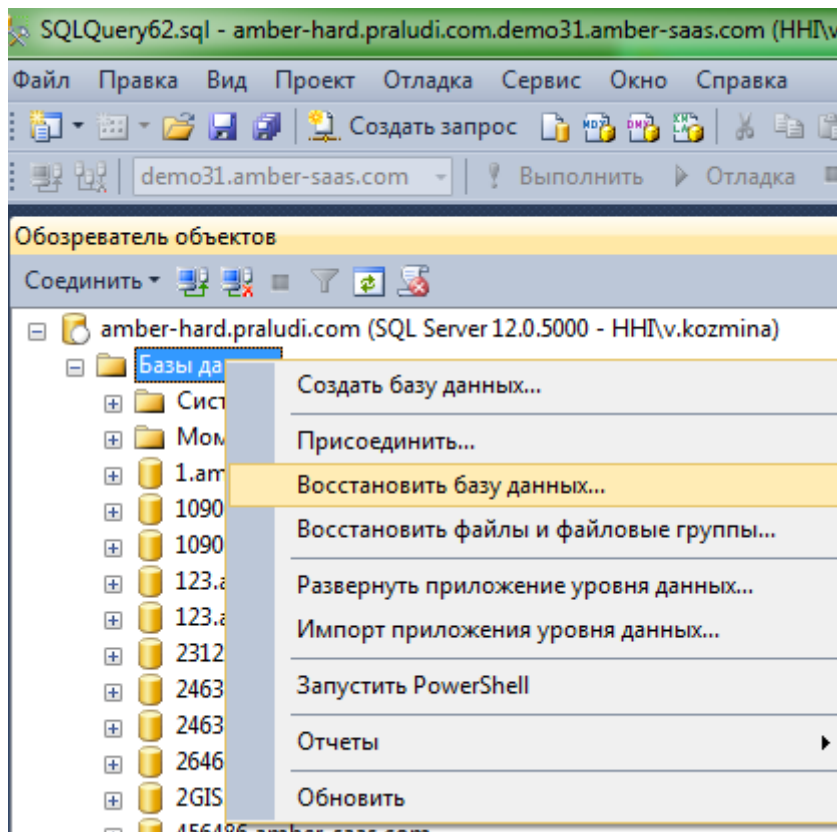 SQLQuery62.sql - amber-hard.praludi.com.demo31.amber-saas.com (HHI\v
Файл Правка Вид Проект Отладка Сервис Окно Справка
Создать запрос
demo31.amber-saas.com Выполнить Отладка
Обозреватель объектов
Соединить
amber-hard.praludi.com (SQL Server 12.0.5000 - HHI\v.kozmina)
Базы да
Создать базу данных...
Сист
Мом
Присоединить...
1.am
Восстановить базу данных...
1090
Восстановить файлы и файловые группы...
1090
123.a
Развернуть приложение уровня данных...
123.a
Импорт приложения уровня данных...
2312
2463
Запустить PowerShell
2463
Отчеты
2646
2GIS
Обновить
456486.amber-saas.com